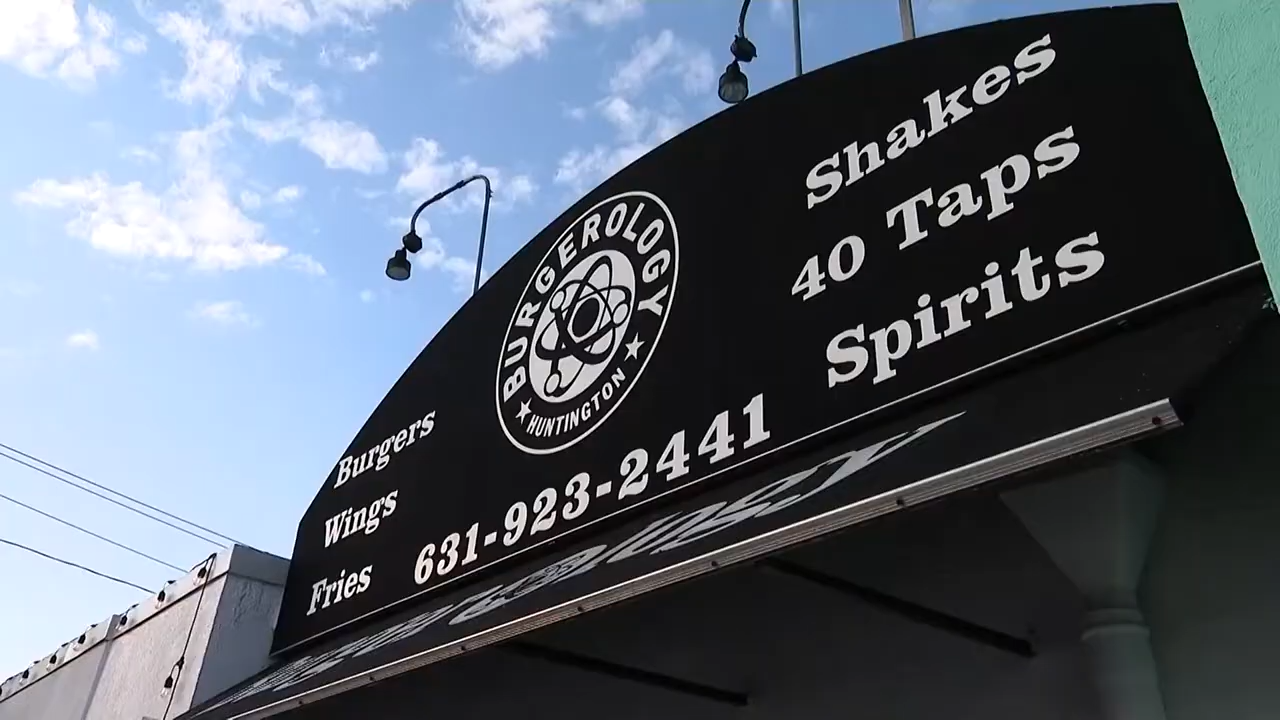 BURGEROLOGY
HUNTINGTON
Burgers
Wings
Fries
Shakes
40 Taps
Spirits
631-923-2441